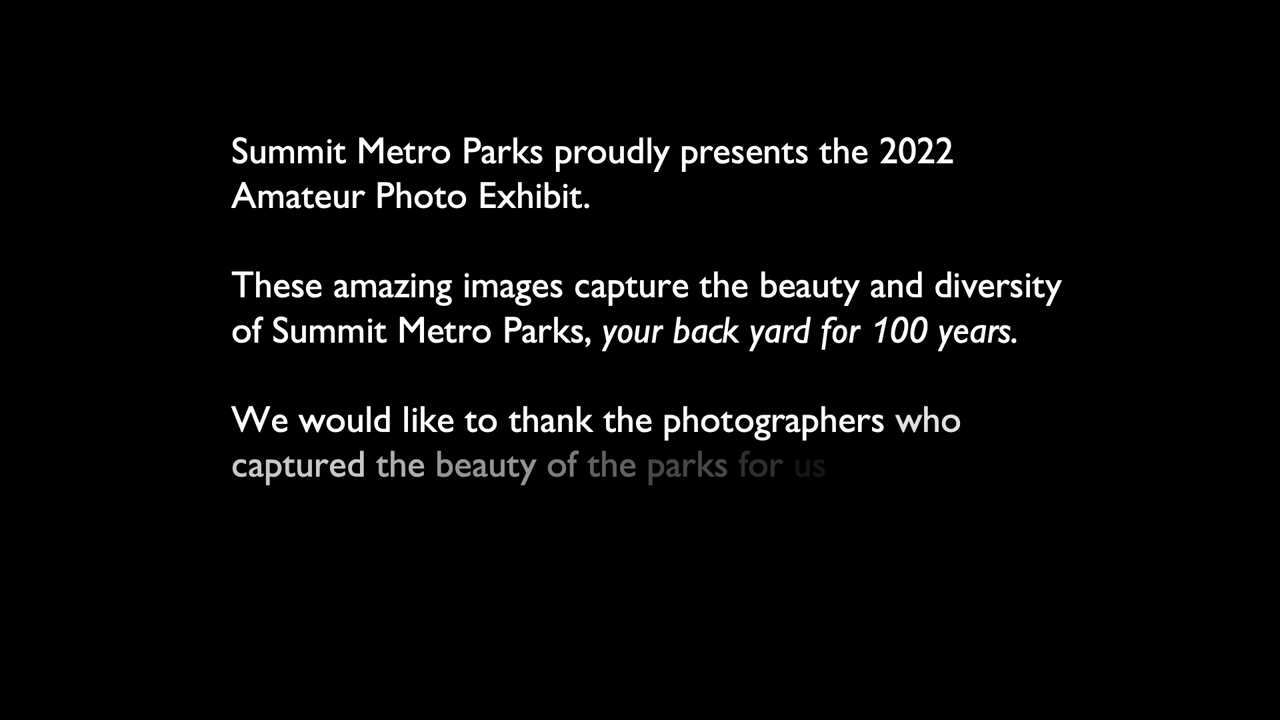 Summit Metro Parks proudly presents the 2022
Amateur Photo Exhibit.
These amazing images capture the beauty and diversity
of Summit Metro Parks, your back yard for 100 years.
We would like to thank the photographers who
captured the beauty of the parks for us